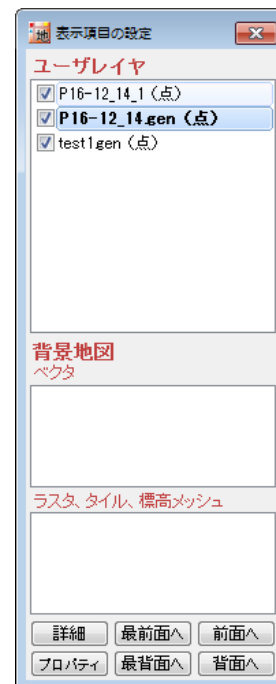 地 表示項目の設定
ユーザレイヤ
P16-12_14_1 (点)
P16-12_14.gen (点)
test1gen (点)
背景地図
ベクタ
ラスタ、タイル、標高メッシュ
詳細 最前面へ 前面へ
プロパティ 最背面へ 背面へ